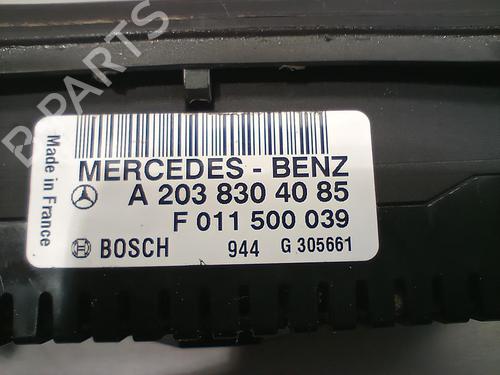 B-PARTS
Made in France
MERCEDES - BENZ
A 203 830 40 85
F 011 500 039
BOSCH 944 G 305661